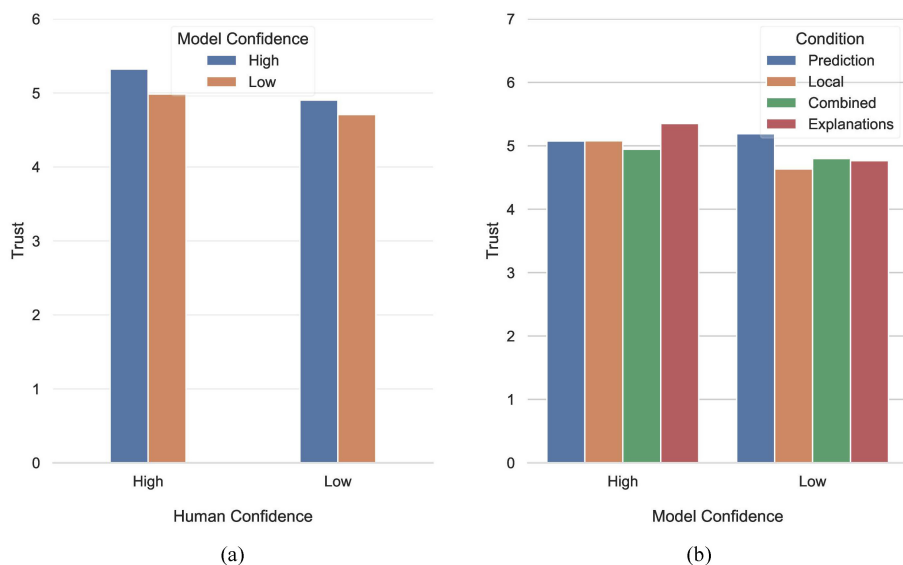 6
5
4
3
2
1
0
Trust
Model Confidence
High
Low
High
Low
Human Confidence
(a)
7
6
5
4
3
2
1
0
Trust
Condition
Prediction
Local
Combined
Explanations
High
Low
Model Confidence
(b)